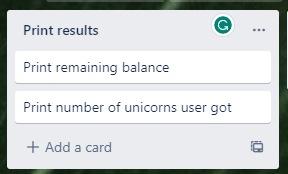 Print results
Print remaining balance
Print number of unicorns user got
+ Add a card